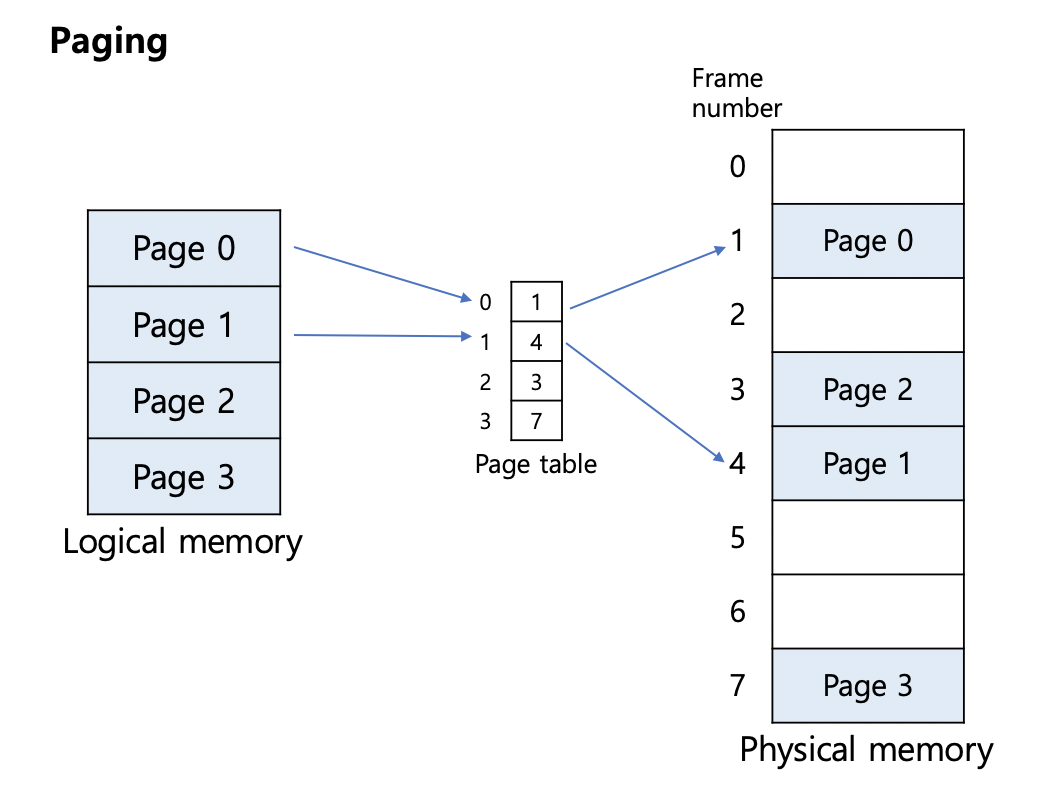 Paging
Page 0
Page 1
Page 2
Page 3
Logical memory
0 1
1 4
2 3
3 7
Page table
Frame
number
0
1 Page 0
2
3 Page 2
4 Page 1
5
6
7 Page 3
Physical memory